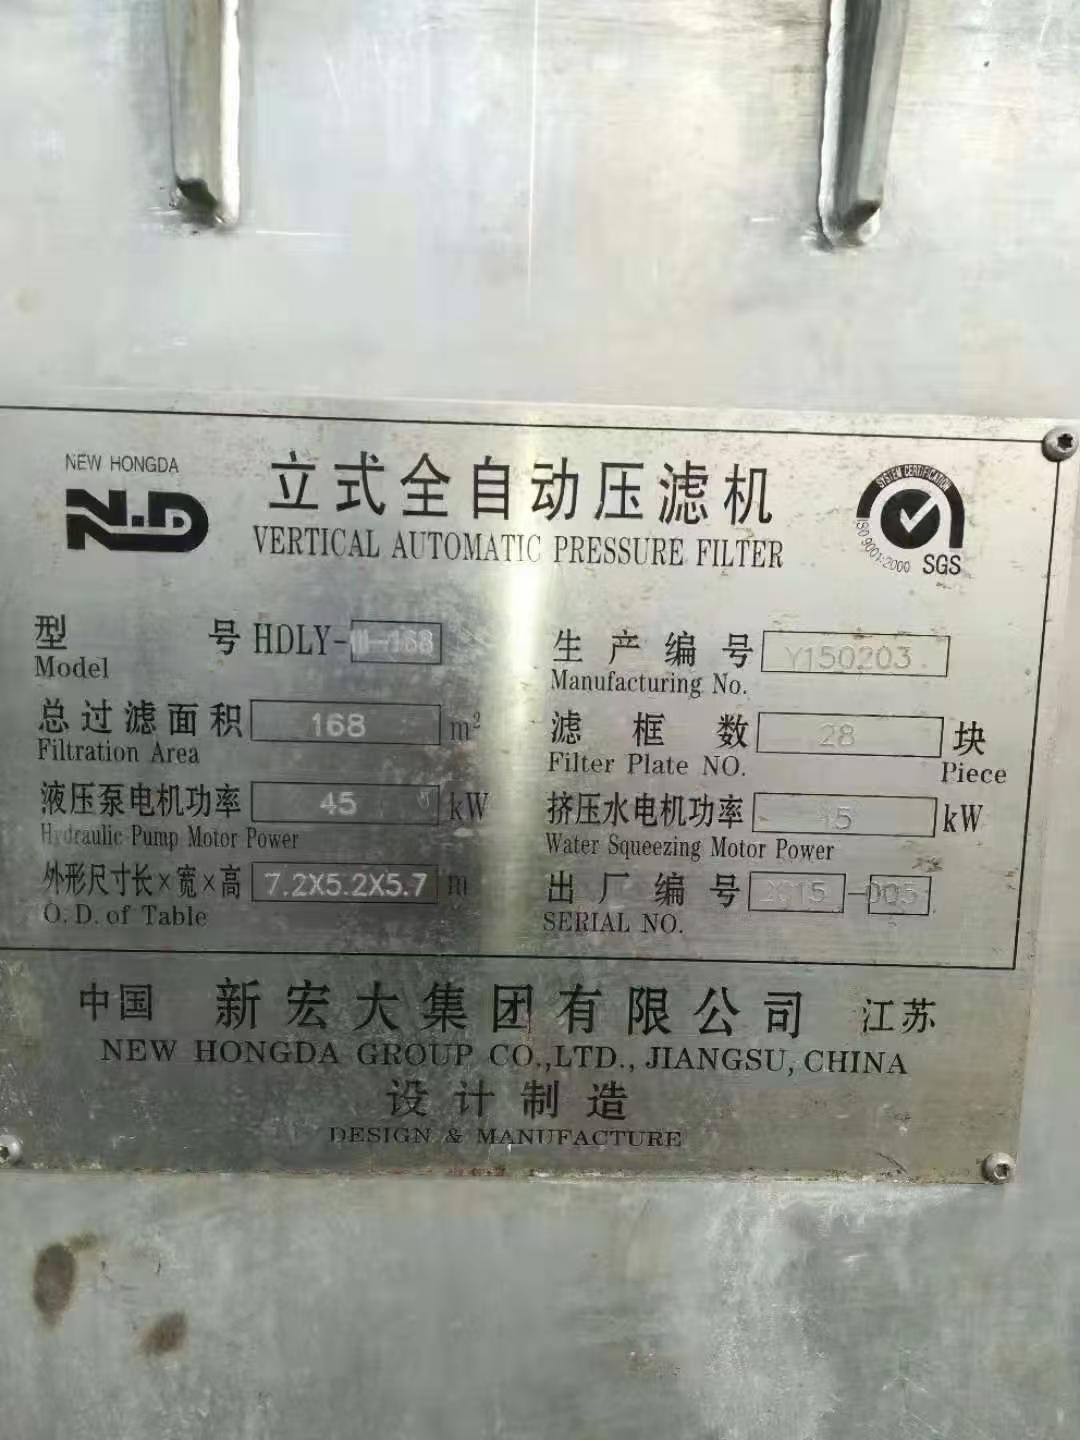 NEW HONGDA
立式全自动压滤机
VERTICAL AUTOMATIC PRESSURE FILTER
SYSTEM CERTIFICATION
ISO 9001:2000
SGS
型 号 HDLY-III-168
Model
生产编号 Y150203
Manufacturing No.
总过滤面积 168 m²
Filtration Area
滤框数 28 块
Filter Plate NO. Piece
液压泵电机功率 45 kW
Hydraulic Pump Motor Power
挤压水电机功率 15 kW
Water Squeezing Motor Power
外形尺寸长×宽×高 7.2X5.2X5.7 m
O.D. of Table
出厂编号 2015-005
SERIAL NO.
中国 新宏大集团有限公司 江苏
NEW HONGDA GROUP CO.,LTD., JIANGSU, CHINA
设计制造
DESIGN & MANUFACTURE